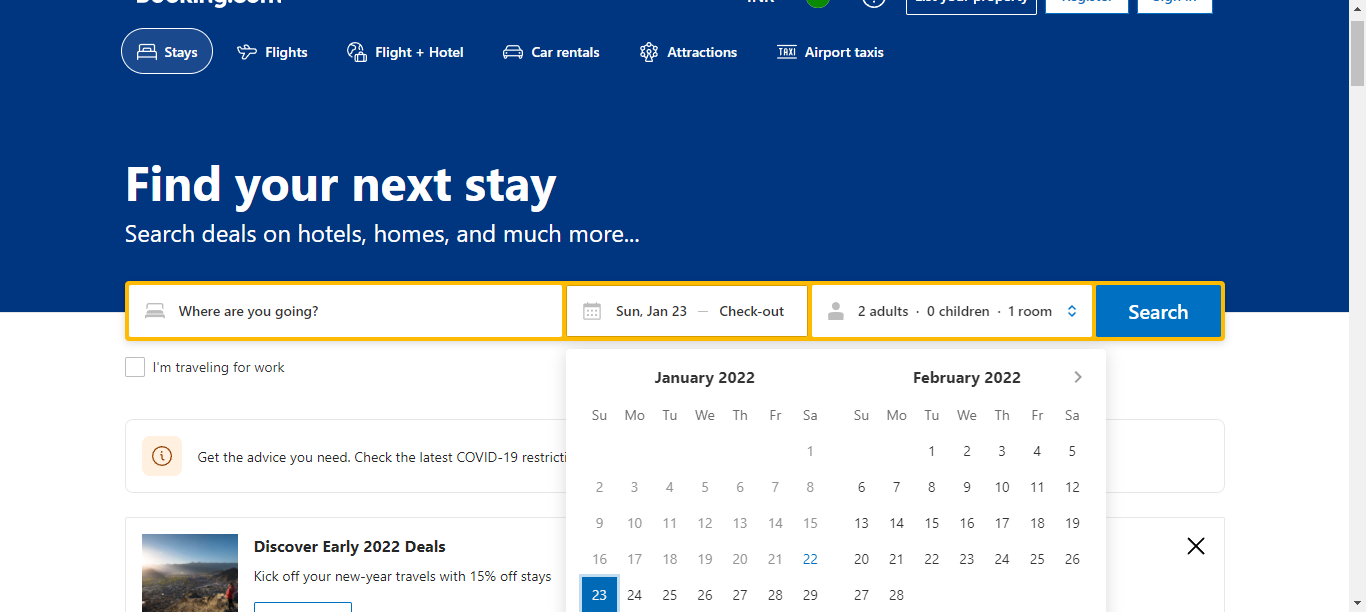 Booking.com INR List your property Register Sign in
Stays Flights Flight + Hotel Car rentals Attractions Airport taxis
Find your next stay
Search deals on hotels, homes, and much more...
Where are you going? Sun, Jan 23 — Check-out 2 adults · 0 children · 1 room Search
I'm traveling for work
January 2022 February 2022
Su Mo Tu We Th Fr Sa Su Mo Tu We Th Fr Sa
1 1 2 3 4 5
2 3 4 5 6 7 8 6 7 8 9 10 11 12
9 10 11 12 13 14 15 13 14 15 16 17 18 19
16 17 18 19 20 21 22 20 21 22 23 24 25 26
23 24 25 26 27 28 29 27 28
Get the advice you need. Check the latest COVID-19 restricti
Discover Early 2022 Deals
Kick off your new-year travels with 15% off stays